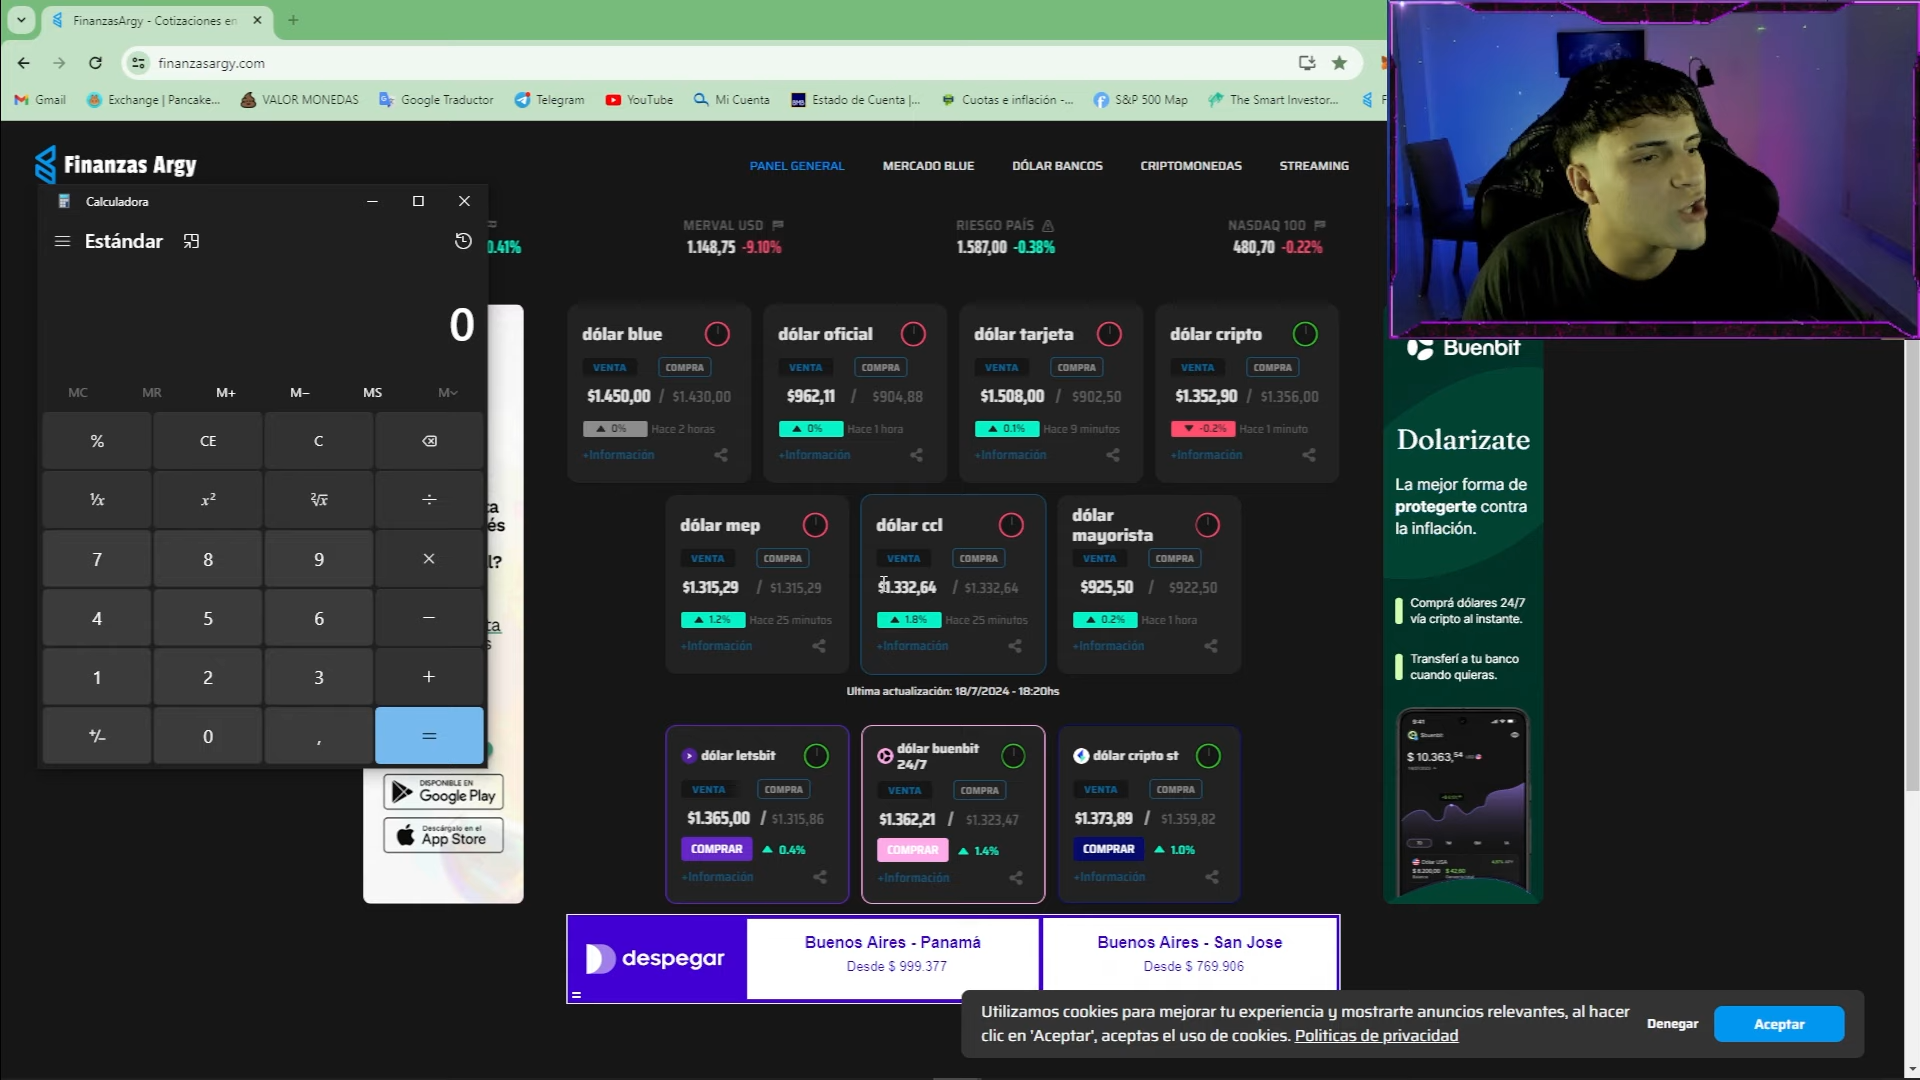 FinanzasArgy - Cotizaciones en
finanzasargy.com
Gmail
Exchange | Pancake...
VALOR MONEDAS
Google Traductor
Telegram
YouTube
Mi Cuenta
Estado de Cuenta |...
Cuotas e inflación -...
S&P 500 Map
The Smart Investor...
F
Finanzas Argy
PANEL GENERAL
MERCADO BLUE
DÓLAR BANCOS
CRIPTOMONEDAS
STREAMING
0.41%
MERVAL USD
1.148,75 -9.10%
RIESGO PAÍS
1.587,00 -0.38%
NASDAQ 100
480,70 -0.22%
Calculadora
Estándar
0
MC MR M+ M− MS M
% CE C
¹⁄x x² ²√x ÷
7 8 9 ×
4 5 6 −
1 2 3 +
+/− 0 , =
ta
és
l?
ta
s
DISPONIBLE EN
Google Play
Descárgalo en el
App Store
dólar blue
VENTA COMPRA
$1.450,00 / $1.430,00
0% Hace 2 horas
+Información
dólar oficial
VENTA COMPRA
$962,11 / $904,88
0% Hace 1 hora
+Información
dólar tarjeta
VENTA COMPRA
$1.508,00 / $902,50
0.1% Hace 9 minutos
+Información
dólar cripto
VENTA COMPRA
$1.352,90 / $1.356,00
-0.2% Hace 1 minuto
+Información
dólar mep
VENTA COMPRA
$1.315,29 / $1.315,29
1.2% Hace 25 minutos
+Información
dólar ccl
VENTA COMPRA
$1.332,64 / $1.332,64
1.8% Hace 25 minutos
+Información
dólar
mayorista
VENTA COMPRA
$925,50 / $922,50
0.2% Hace 1 hora
+Información
Ultima actualización: 18/7/2024 - 18:20hs
dólar letsbit
VENTA COMPRA
$1.365,00 / $1.315,86
COMPRAR 0.4%
+Información
dólar buenbit
24/7
VENTA COMPRA
$1.362,21 / $1.323,47
COMPRAR 1.4%
+Información
dólar cripto st
VENTA COMPRA
$1.373,89 / $1.359,82
COMPRAR 1.0%
+Información
despegar
Buenos Aires - Panamá
Desde $ 999.377
Buenos Aires - San Jose
Desde $ 769.906
Buenbit
Dolarizate
La mejor forma de
protegerte contra
la inflación.
Comprá dólares 24/7
vía cripto al instante.
Transferí a tu banco
cuando quieras.
9:41
Buenbit
$ 10.363,54
Dólar USA
Utilizamos cookies para mejorar tu experiencia y mostrarte anuncios relevantes, al hacer
clic en 'Aceptar', aceptas el uso de cookies. Politicas de privacidad
Denegar
Aceptar